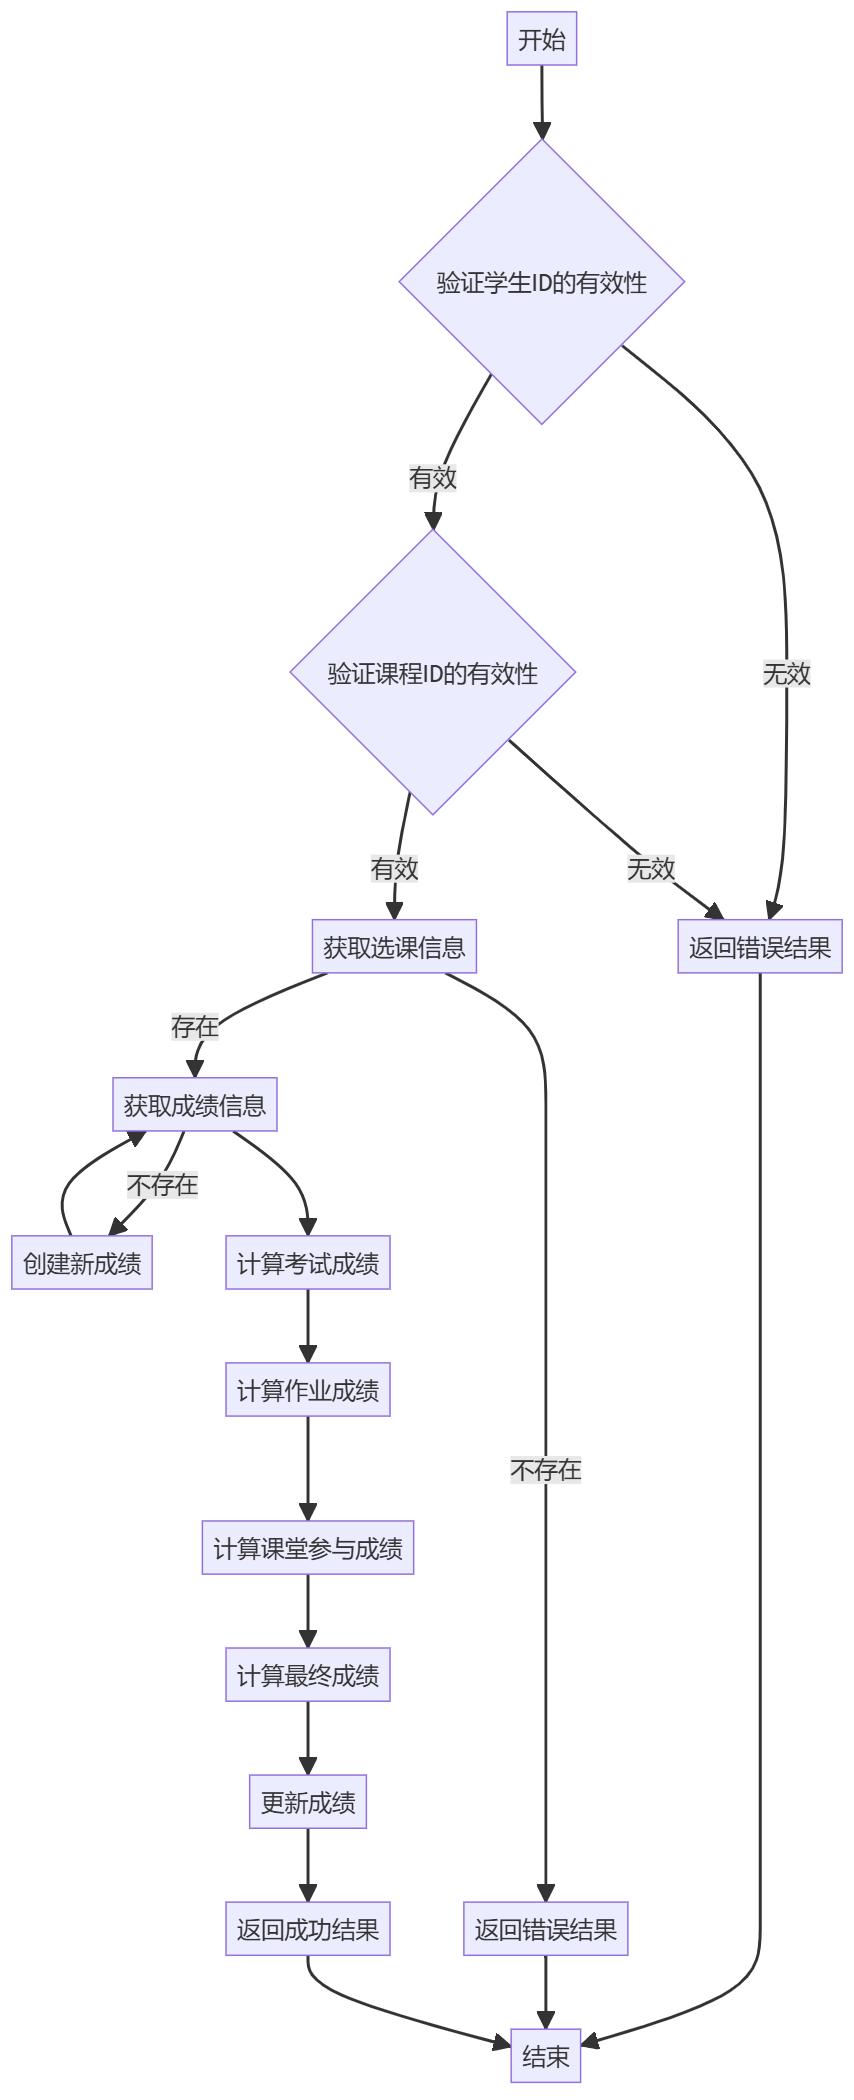 开始
验证学生ID的有效性
有效
无效
验证课程ID的有效性
有效
无效
获取选课信息
返回错误结果
存在
获取成绩信息
不存在
创建新成绩
计算考试成绩
计算作业成绩
不存在
计算课堂参与成绩
计算最终成绩
更新成绩
返回成功结果
返回错误结果
结束